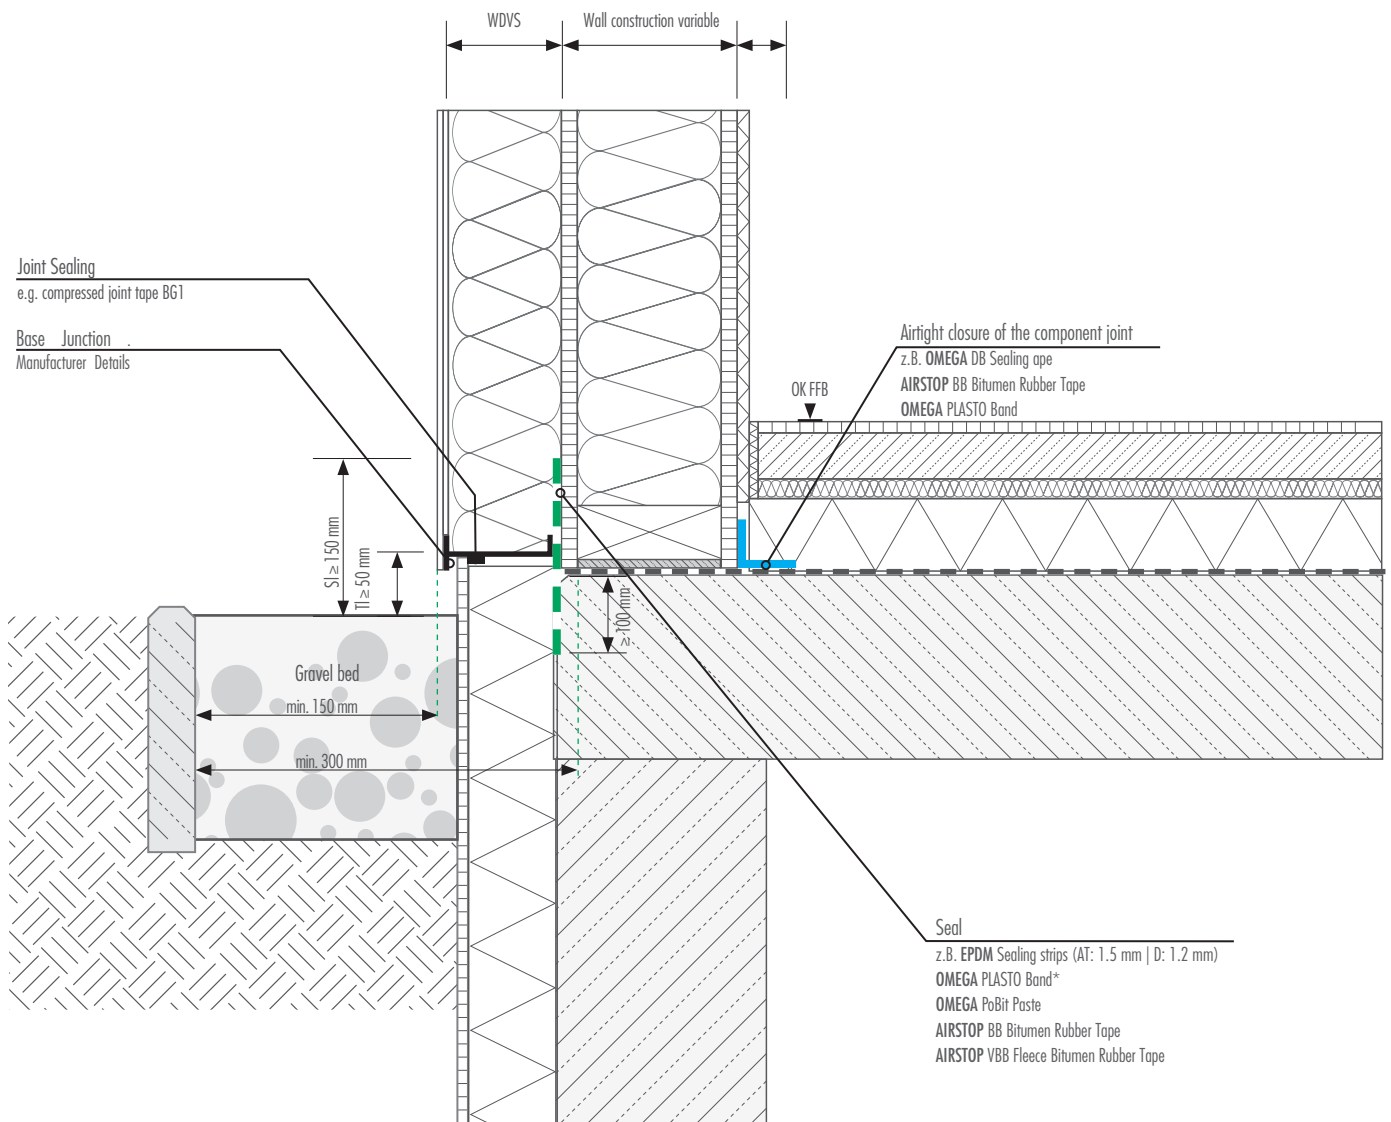 WDVS
Wall construction variable
Joint Sealing
e.g. compressed joint tape BG1
Base Junction .
Manufacturer Details
Airtight closure of the component joint
z.B. OMEGA DB Sealing ape
AIRSTOP BB Bitumen Rubber Tape
OMEGA PLASTO Band
OK FFB
SI ≥ 150 mm
TI ≥ 50 mm
≥ 100 mm
Gravel bed
min. 150 mm
min. 300 mm
Seal
z.B. EPDM Sealing strips (AT: 1.5 mm | D: 1.2 mm)
OMEGA PLASTO Band*
OMEGA PoBit Paste
AIRSTOP BB Bitumen Rubber Tape
AIRSTOP VBB Fleece Bitumen Rubber Tape